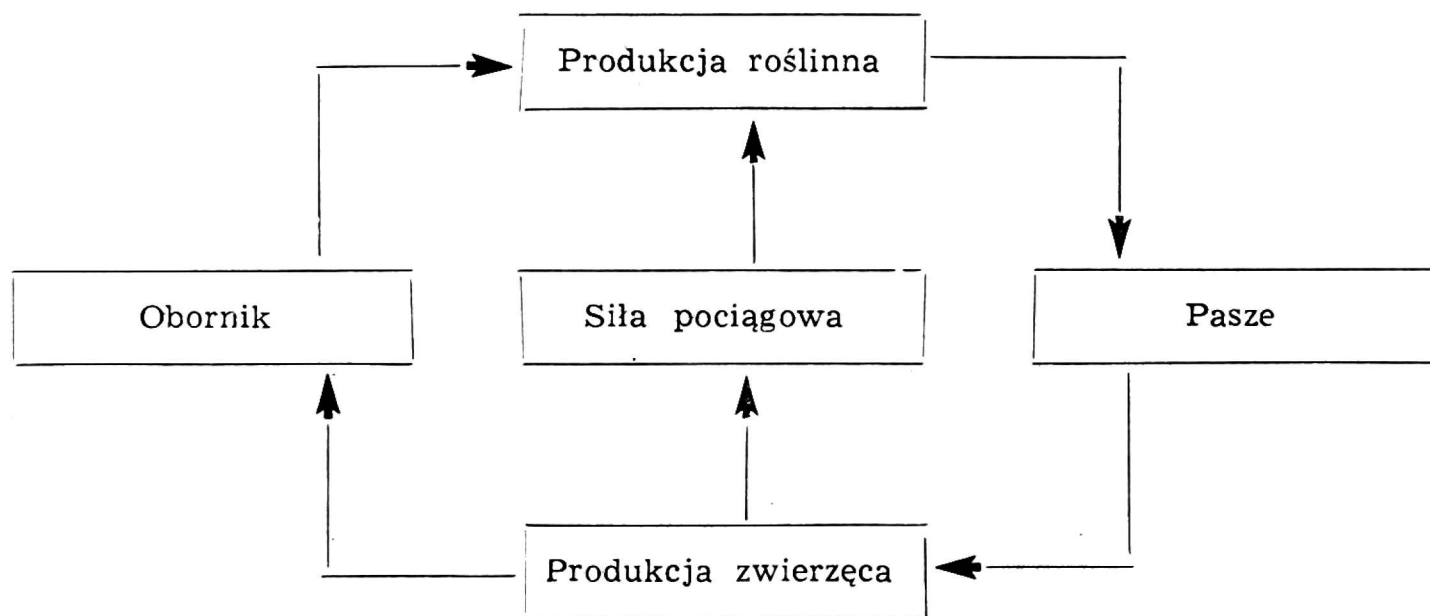 Produkcja roślinna
Obornik
Siła pociągowa
Pasze
Produkcja zwierzęca